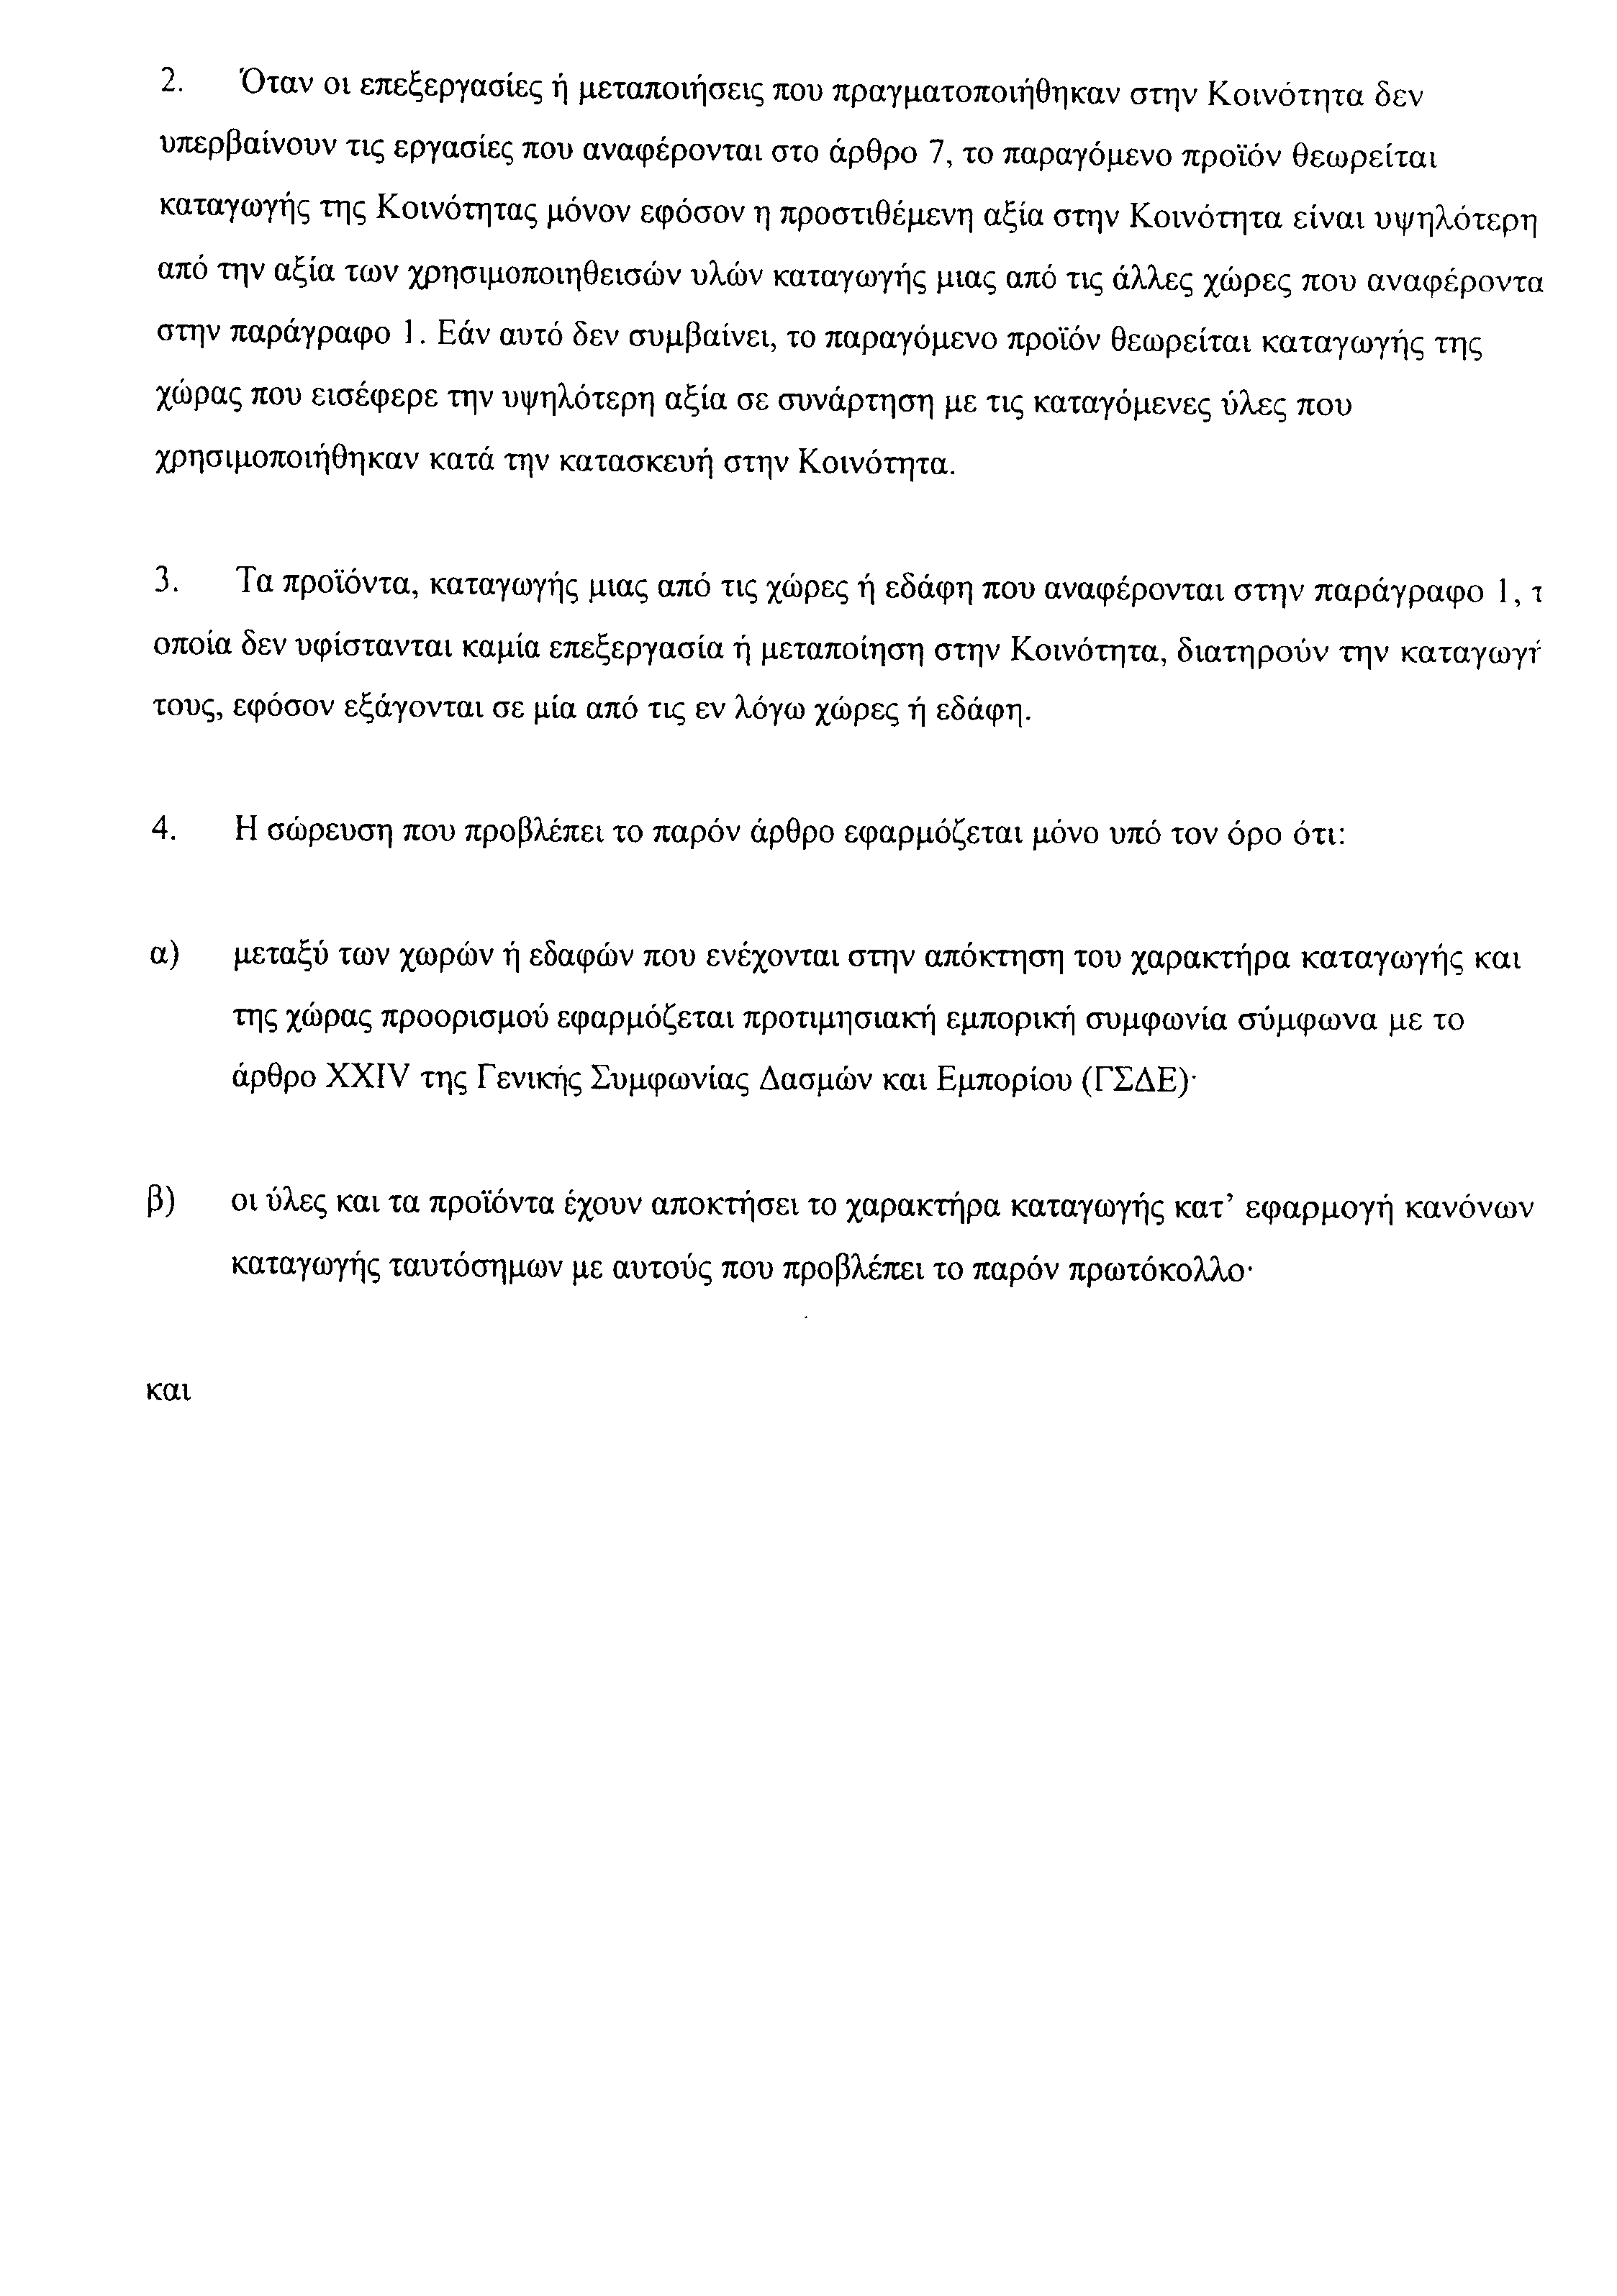 2. Όταν οι επεξεργασίες ή μεταποιήσεις που πραγματοποιήθηκαν στην Κοινότητα δεν
υπερβαίνουν τις εργασίες που αναφέρονται στο άρθρο 7, το παραγόμενο προϊόν θεωρείται
καταγωγής της Κοινότητας μόνον εφόσον η προστιθέμενη αξία στην Κοινότητα είναι υψηλότερη
από την αξία των χρησιμοποιηθεισών υλών καταγωγής μιας από τις άλλες χώρες που αναφέροντα
στην παράγραφο 1. Εάν αυτό δεν συμβαίνει, το παραγόμενο προϊόν θεωρείται καταγωγής της
χώρας που εισέφερε την υψηλότερη αξία σε συνάρτηση με τις καταγόμενες ύλες που
χρησιμοποιήθηκαν κατά την κατασκευή στην Κοινότητα.
3. Τα προϊόντα, καταγωγής μιας από τις χώρες ή εδάφη που αναφέρονται στην παράγραφο 1,
οποία δεν υφίστανται καμία επεξεργασία ή μεταποίηση στην Κοινότητα, διατηρούν την
τους, εφόσον εξάγονται σε μία από τις εν λόγω χώρες ή εδάφη.
4. Η σώρευση που προβλέπει το παρόν άρθρο εφαρμόζεται μόνο υπό τον όρο ότι:
α) μεταξύ των χωρών ή εδαφών που ενέχονται στην απόκτηση του χαρακτήρα καταγωγής και
της χώρας προορισμού εφαρμόζεται προτιμησιακή εμπορική συμφωνία σύμφωνα με το
άρθρο XXIV της Γενικής Συμφωνίας Δασμών και Εμπορίου (ΓΣΔΕ)·
β) οι ύλες και τα προϊόντα έχουν αποκτήσει το χαρακτήρα καταγωγής κατ’ εφαρμογή κανόνων
καταγωγής ταυτόσημων με αυτούς που προβλέπει το παρόν πρωτόκολλο·
και